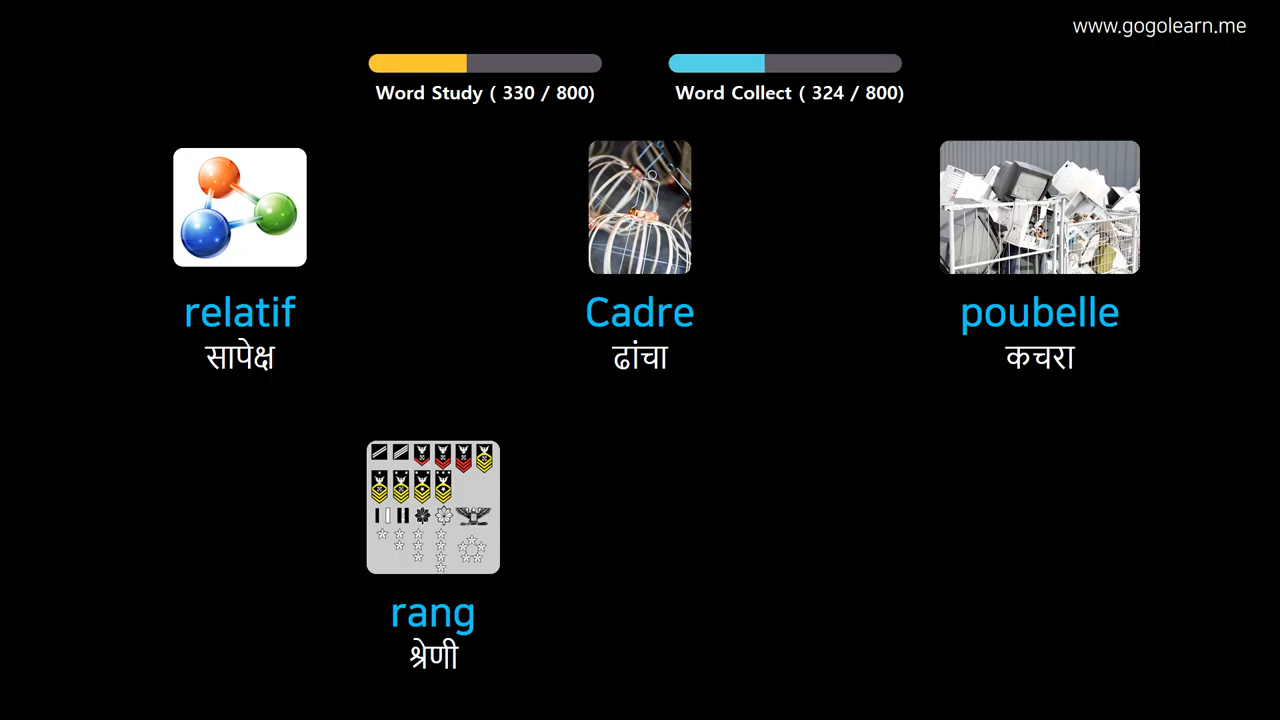 www.gogolearn.me
Word Study ( 330 / 800)
Word Collect ( 324 / 800)
relatif
सापेक्ष
Cadre
ढांचा
poubelle
कचरा
rang
श्रेणी